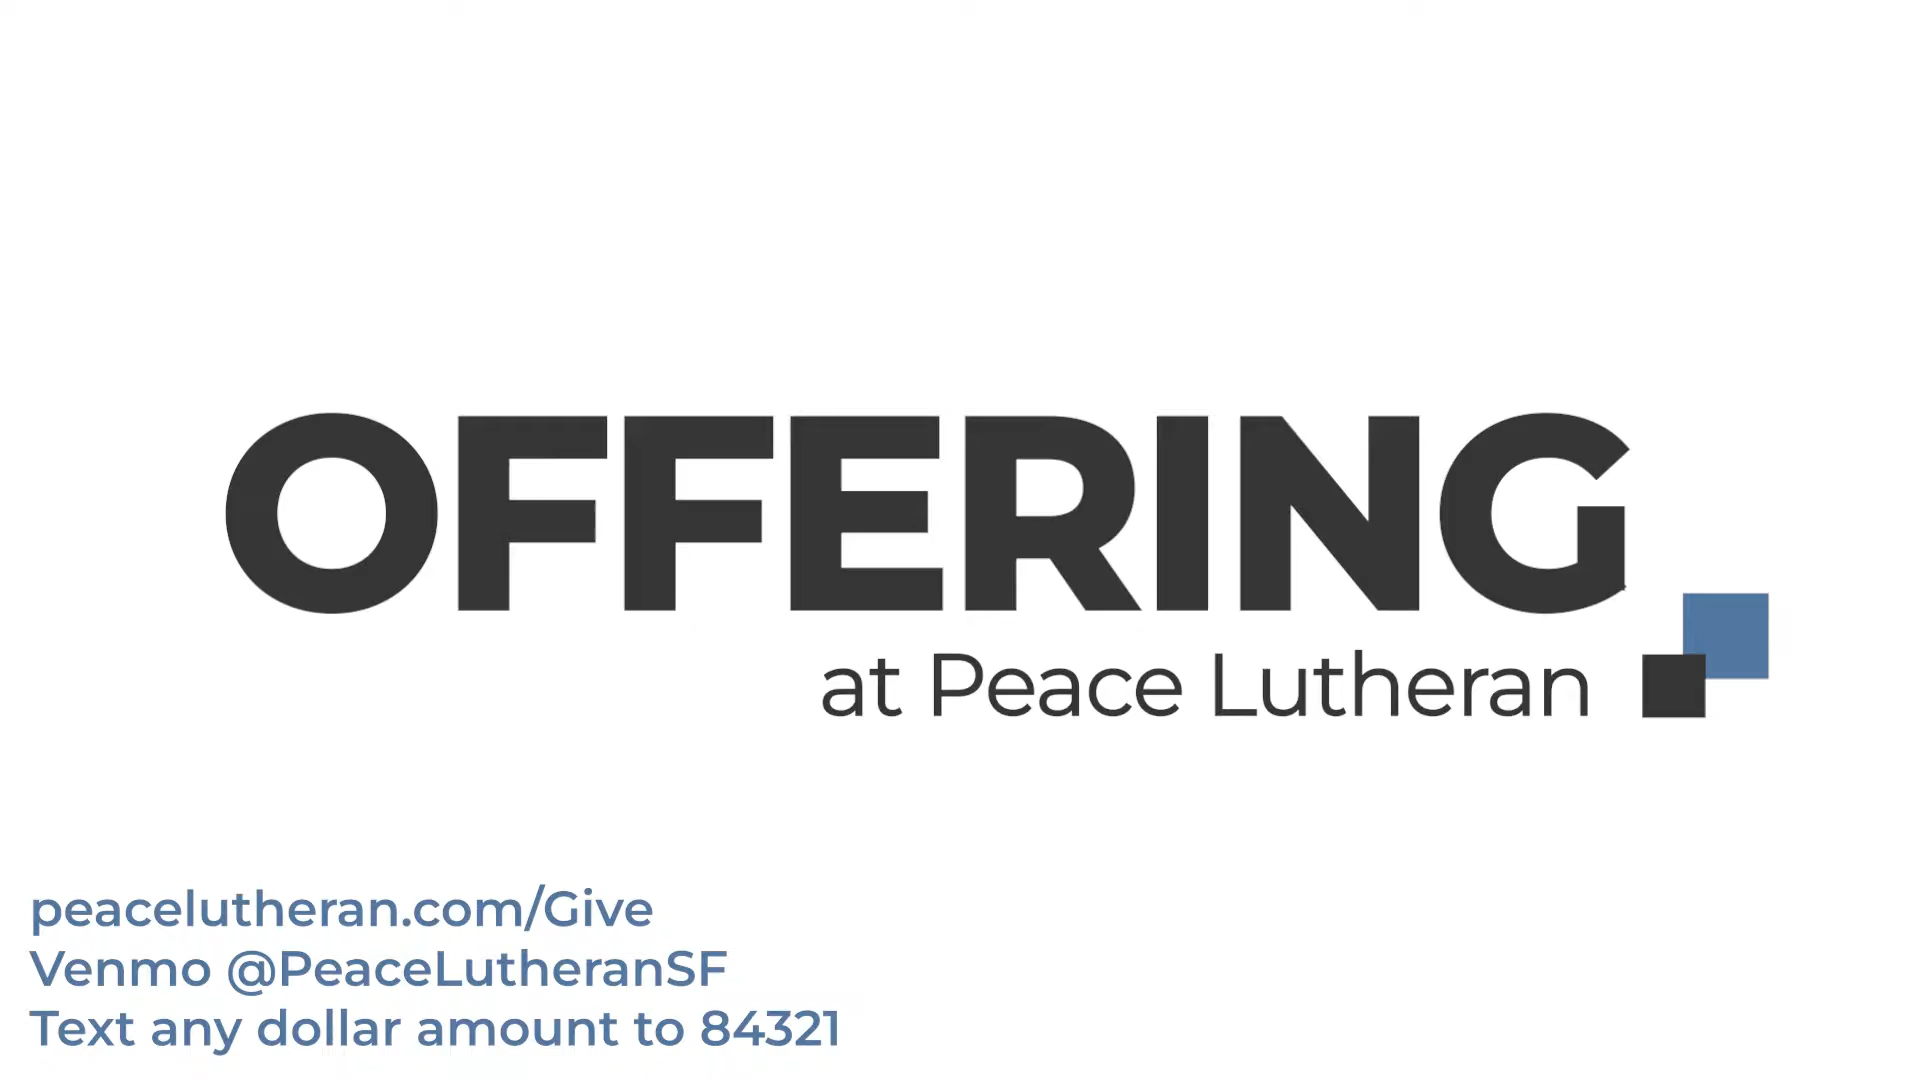 OFFERING
at Peace Lutheran
peacelutheran.com/Give
Venmo @PeaceLutheranSF
Text any dollar amount to 84321